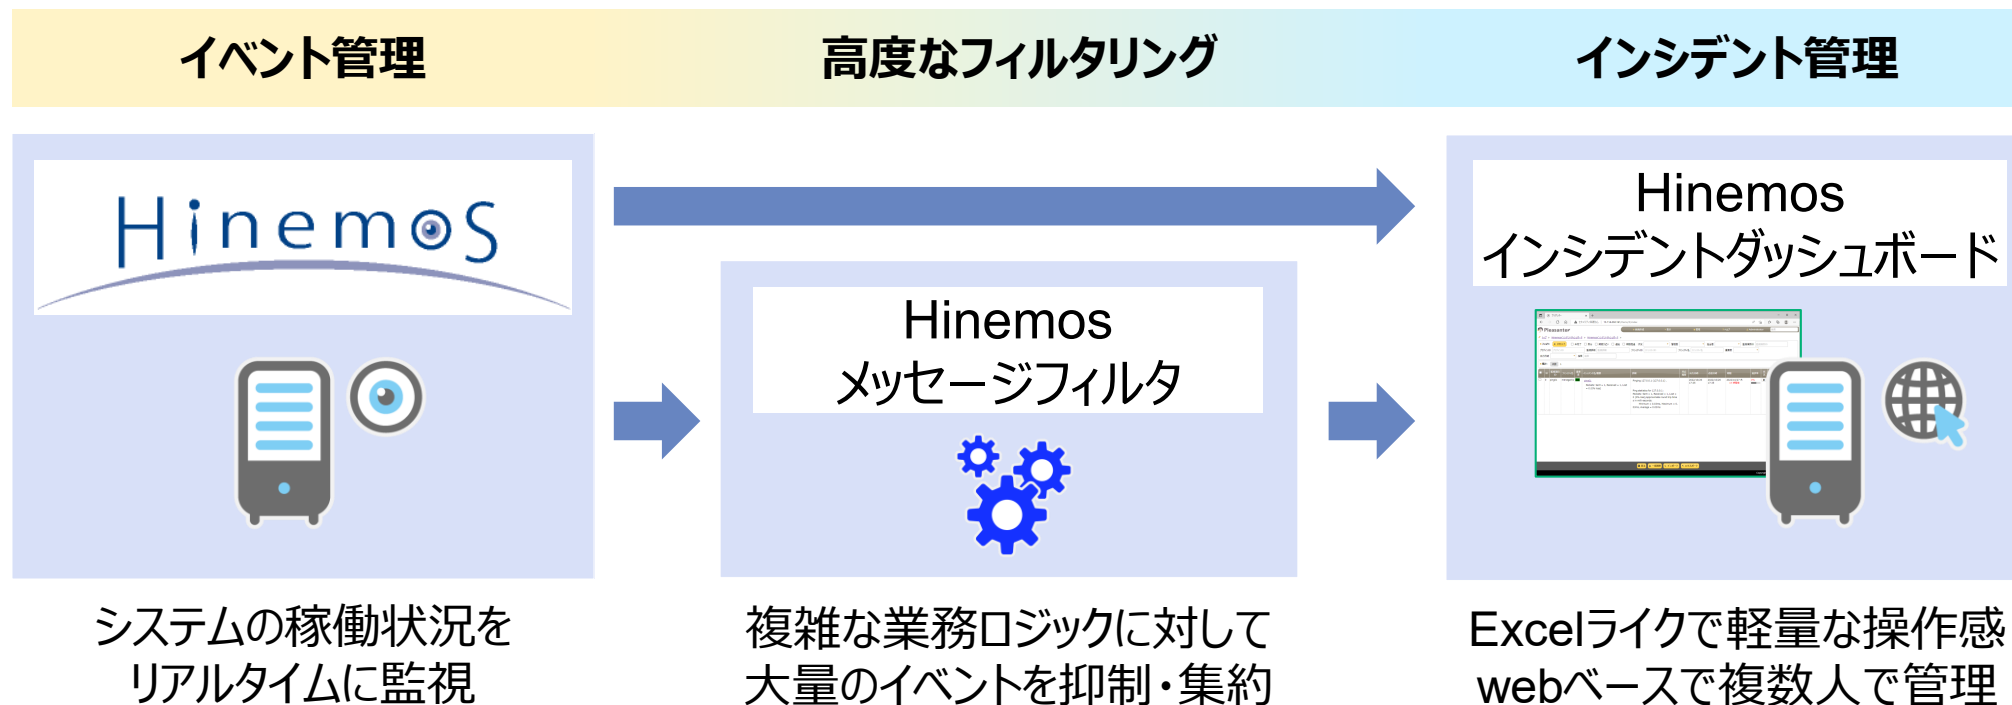 イベント管理
高度なフィルタリング
インシデント管理
Hinemos
Hinemos
メッセージフィルタ
Hinemos
インシデントダッシュボード
Pleasanter
システムの稼働状況を
リアルタイムに監視
複雑な業務ロジックに対して
大量のイベントを抑制・集約
Excelライクで軽量な操作感
webベースで複数人で管理